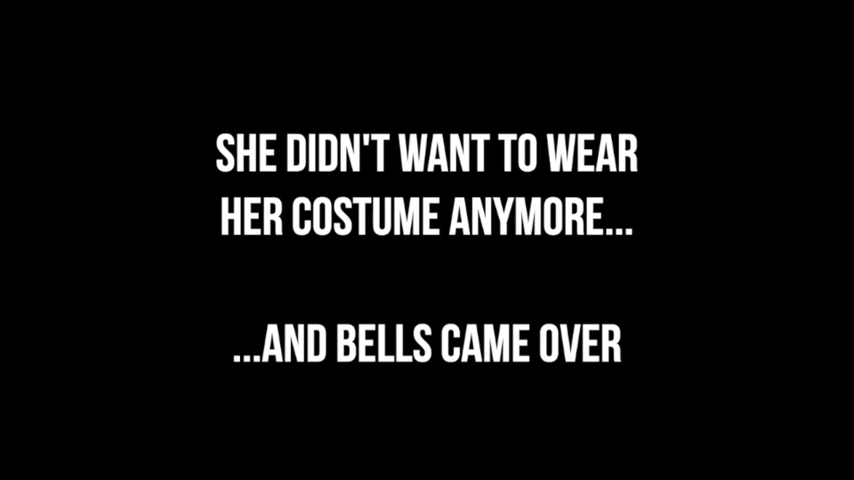 SHE DIDN'T WANT TO WEAR
HER COSTUME ANYMORE...
...AND BELLS CAME OVER